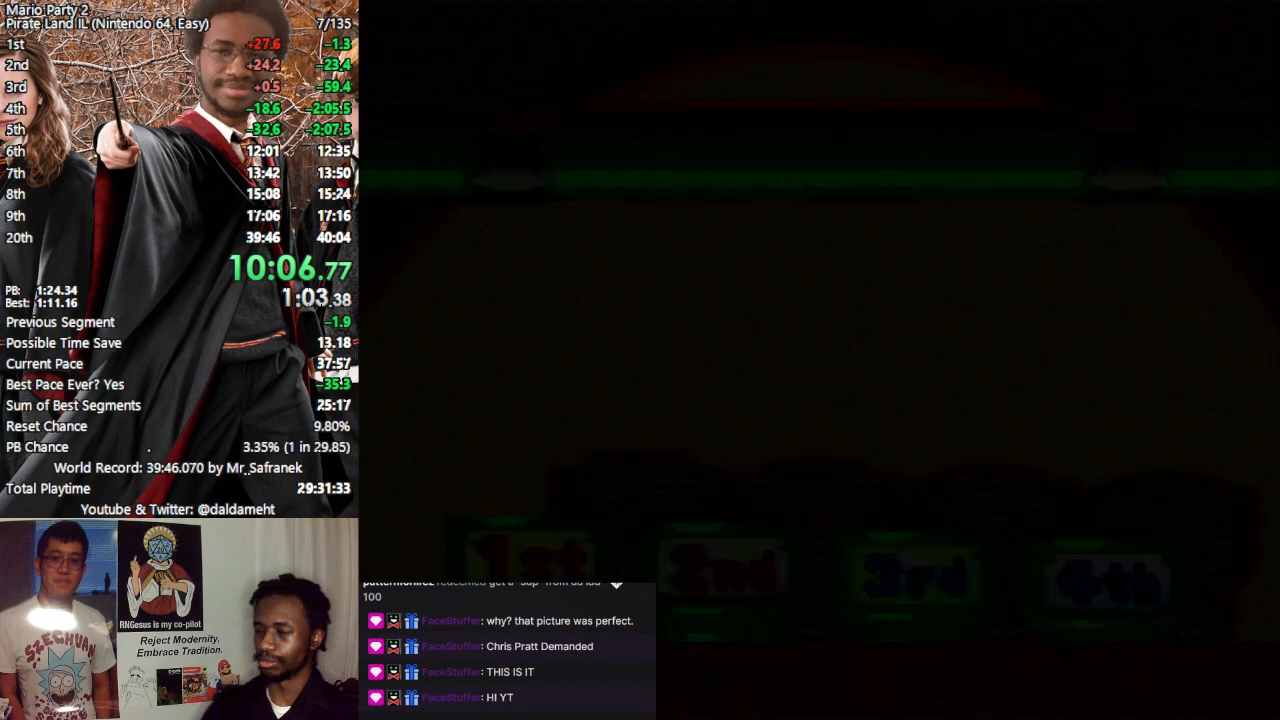 Mario Party 2
Pirate Land IL (Nintendo 64, Easy) 7/135
1st +27.6 -1.3
2nd +24.2 -23.4
3rd +0.5 -59.4
4th -18.6 -2:05.5
5th -32.6 -2:07.5
6th 12:01 12:35
7th 13:42 13:50
8th 15:08 15:24
9th 17:06 17:16
20th 39:46 40:04
10:06.77
PB: 1:24.34
Best: 1:11.16
1:03.38
Previous Segment -1.9
Possible Time Save 13.18
Current Pace 37:57
Best Pace Ever? Yes -35.3
Sum of Best Segments 25:17
Reset Chance 9.80%
PB Chance . 3.35% (1 in 29.85)
World Record: 39:46.070 by Mr_Safranek
Total Playtime 29:31:33
Youtube & Twitter: @daldameht
SZECHUAN
RNGesus is my co-pilot
Reject Modernity,
Embrace Tradition.
1st 2nd 3rd 4th
100
FaceStuffer: why? that picture was perfect.
FaceStuffer: Chris Pratt Demanded
FaceStuffer: THIS IS IT
FaceStuffer: HI YT